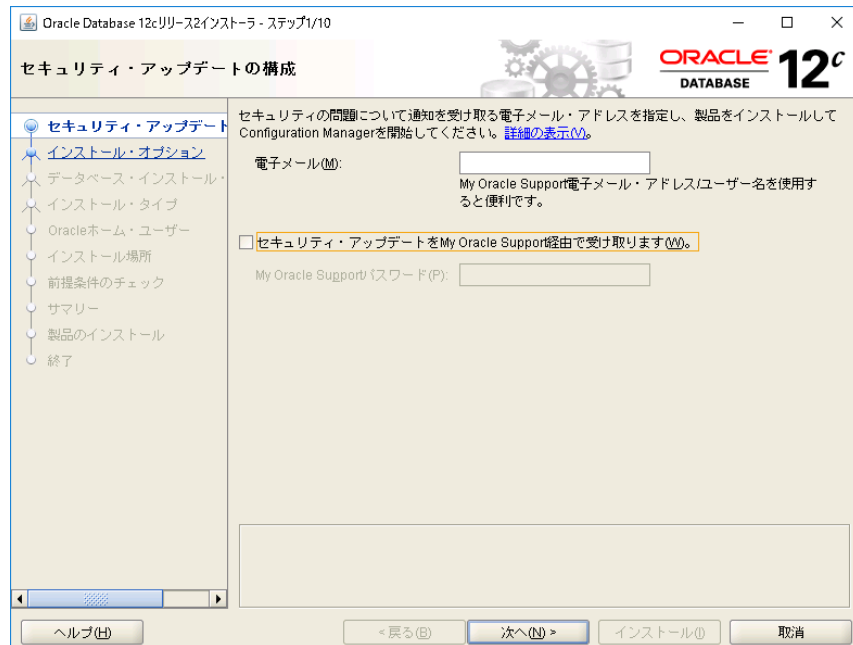 Oracle Database 12cリリース2インストーラ - ステップ1/10
セキュリティ・アップデートの構成
ORACLE
DATABASE
12c
セキュリティ・アップデート
インストール・オプション
データベース・インストール・
インストール・タイプ
Oracleホーム・ユーザー
インストール場所
前提条件のチェック
サマリー
製品のインストール
終了
セキュリティの問題について通知を受け取る電子メール・アドレスを指定し、製品をインストールして
Configuration Managerを開始してください。詳細の表示(V)。
電子メール(M):
My Oracle Support電子メール・アドレス/ユーザー名を使用す
ると便利です。
セキュリティ・アップデートをMy Oracle Support経由で受け取ります(W)。
My Oracle Supportパスワード(P):
ヘルプ(H)
< 戻る(B)
次へ(N) >
インストール(I)
取消